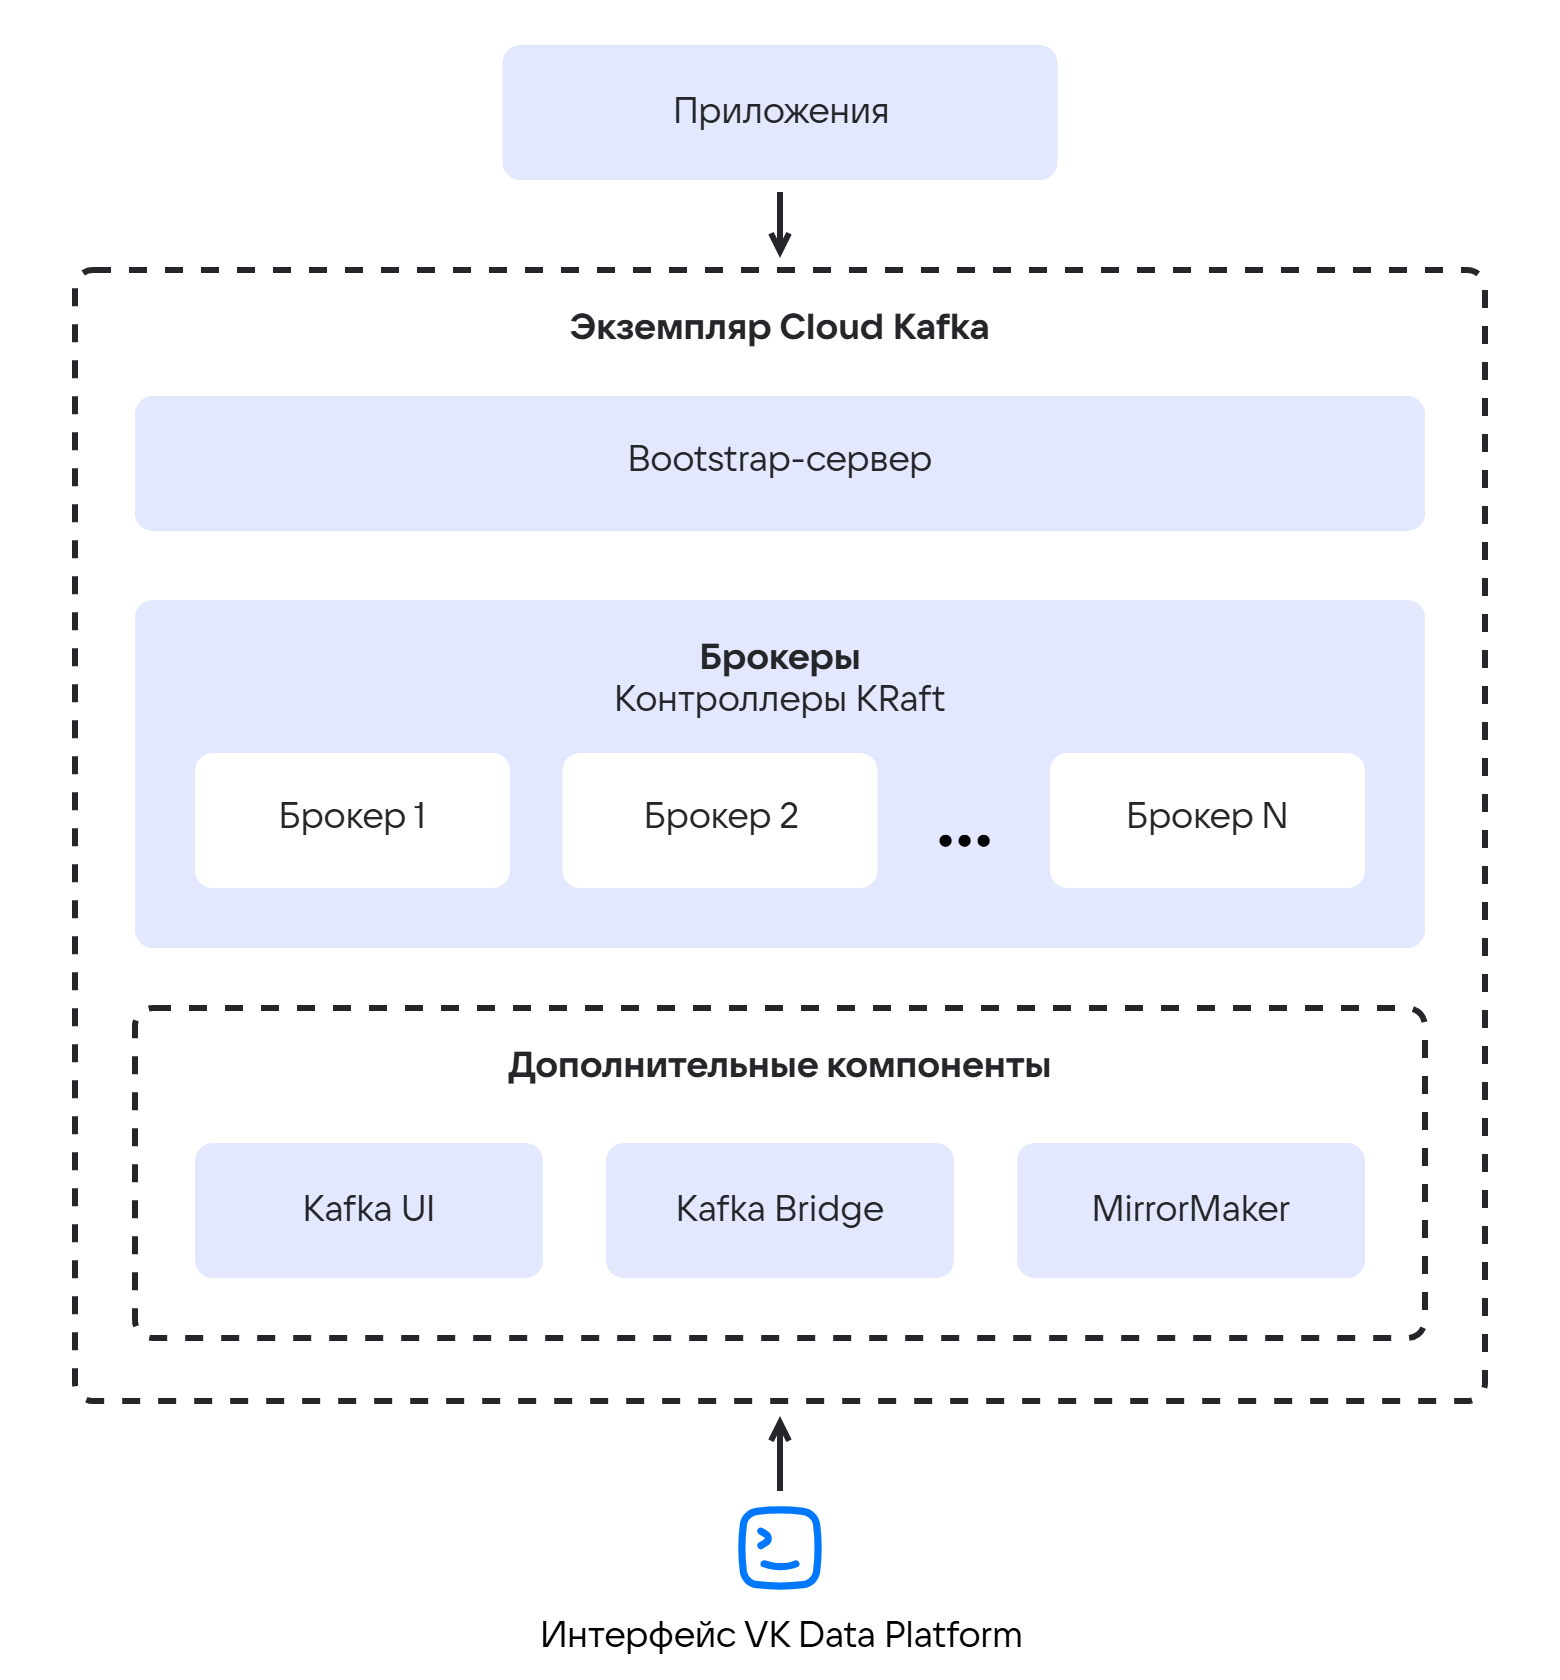 Приложения
Экземпляр Cloud Kafka
Bootstrap-сервер
Брокеры
Контроллеры KRaft
Брокер 1
Брокер 2
•••
Брокер N
Дополнительные компоненты
Kafka UI
Kafka Bridge
MirrorMaker
Интерфейс VK Data Platform